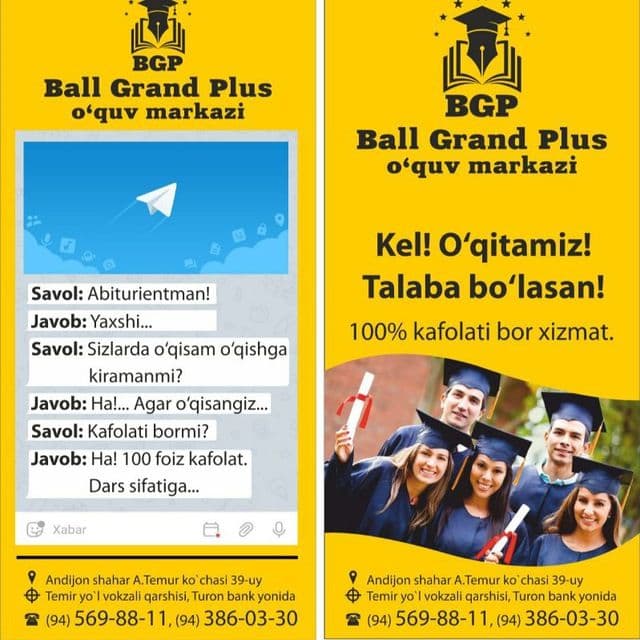 BGP
Ball Grand Plus
o‘quv markazi
Savol: Abiturientman!
Javob: Yaxshi...
Savol: Sizlarda o‘qisam o‘qishga
kiramanmi?
Javob: Ha!... Agar o‘qisangiz...
Savol: Kafolati bormi?
Javob: Ha! 100 foiz kafolat.
Dars sifatiga...
Xabar
Andijon shahar A.Temur ko`chasi 39-uy
Temir yo`l vokzali qarshisi, Turon bank yonida
(94) 569-88-11, (94) 386-03-30
BGP
Ball Grand Plus
o‘quv markazi
Kel! O‘qitamiz!
Talaba bo‘lasan!
100% kafolati bor xizmat.
Andijon shahar A.Temur ko`chasi 39-uy
Temir yo`l vokzali qarshisi, Turon bank yonida
(94) 569-88-11, (94) 386-03-30